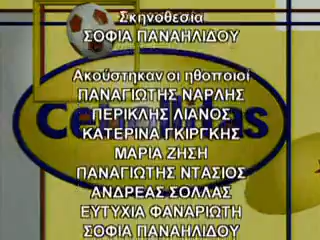 Σκηνοθεσία
ΣΟΦΙΑ ΠΑΝΑΗΛΙΔΟΥ
Ακούστηκαν οι ηθοποιοί
ΠΑΝΑΓΙΩΤΗΣ ΝΑΡΛΗΣ
ΠΕΡΙΚΛΗΣ ΛΙΑΝΟΣ
ΚΑΤΕΡΙΝΑ ΓΚΙΡΓΚΗΣ
ΜΑΡΙΑ ΖΗΣΗ
ΠΑΝΑΓΙΩΤΗΣ ΝΤΑΣΙΟΣ
ΑΝΔΡΕΑΣ ΣΟΛΛΑΣ
ΕΥΤΥΧΙΑ ΦΑΝΑΡΙΩΤΗ
ΣΟΦΙΑ ΠΑΝΑΗΛΙΔΟΥ